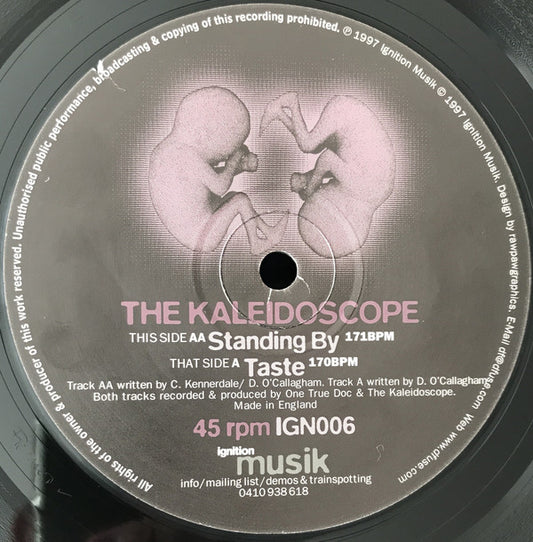 All rights of the owner & producer of this work reserved. Unauthorised public performance, broadcasting & copying of this recording prohibited. ℗ 1997 Ignition Musik © 1997 Ignition Musik. Design by rawpawgraphics. E-Mail df@dfuse.com Web www.dfuse.com
THE KALEIDOSCOPE
THIS SIDE AA Standing By 171BPM
THAT SIDE A Taste 170BPM
Track AA written by C. Kennerdale/ D. O'Callagham. Track A written by D. O'Callagham
Both tracks recorded & produced by One True Doc & The Kaleidoscope.
Made in England
45 rpm IGN006
ignition
musik
info/mailing list/demos & trainspotting
0410 938 618